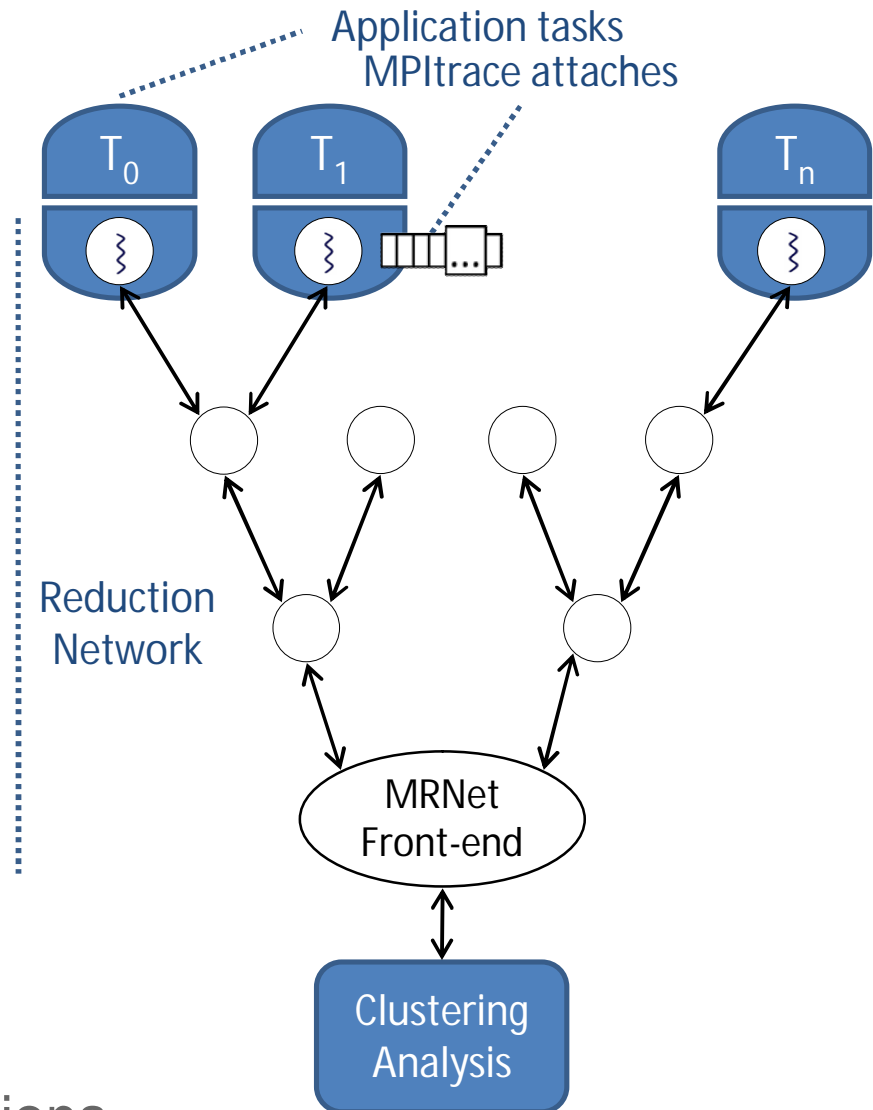 Application tasks
MPItrace attaches
T0
T1
Tn
...
Reduction
Network
MRNet
Front-end
Clustering
Analysis